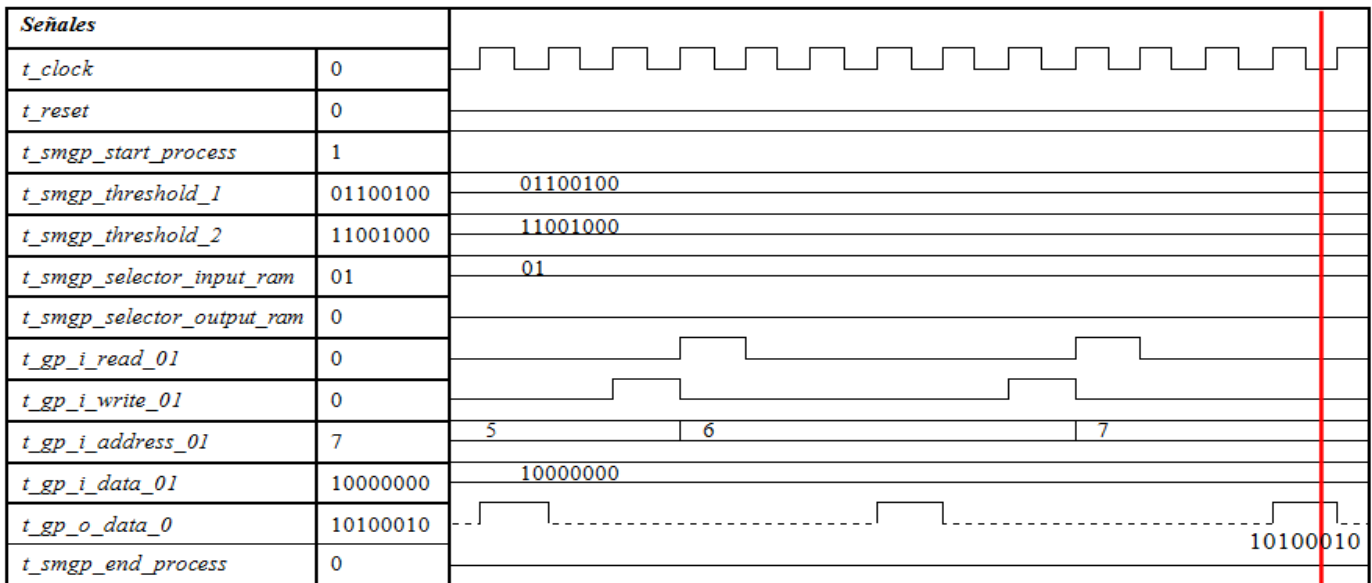 Señales
t_clock 0
t_reset 0
t_smgp_start_process 1
t_smgp_threshold_1 01100100 01100100
t_smgp_threshold_2 11001000 11001000
t_smgp_selector_input_ram 01 01
t_smgp_selector_output_ram 0
t_gp_i_read_01 0
t_gp_i_write_01 0
t_gp_i_address_01 7 5 6 7
t_gp_i_data_01 10000000 10000000
t_gp_o_data_0 10100010
10100010
t_smgp_end_process 0